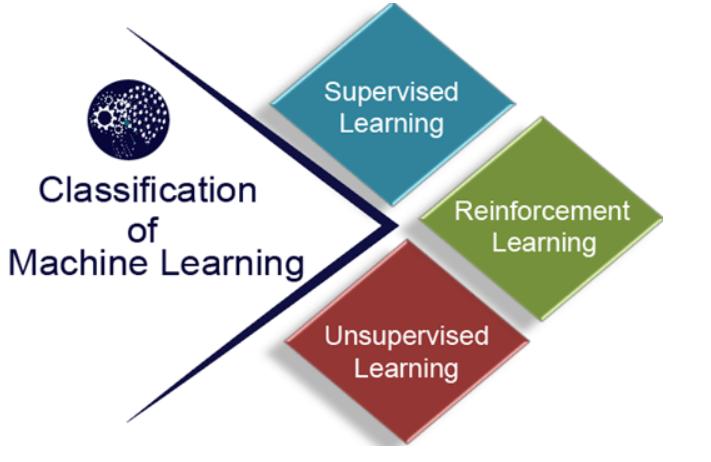 Classification
of
Machine Learning
Supervised
Learning
Reinforcement
Learning
Unsupervised
Learning